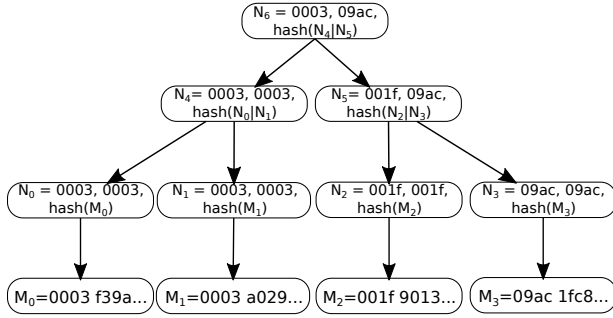 N₆ = 0003, 09ac,
hash(N₄|N₅)
N₄= 0003, 0003,
hash(N₀|N₁)
N₅= 001f, 09ac,
hash(N₂|N₃)
N₀ = 0003, 0003,
hash(M₀)
N₁ = 0003, 0003,
hash(M₁)
N₂ = 001f, 001f,
hash(M₂)
N₃ = 09ac, 09ac,
hash(M₃)
M₀=0003 f39a...
M₁=0003 a029...
M₂=001f 9013...
M₃=09ac 1fc8...